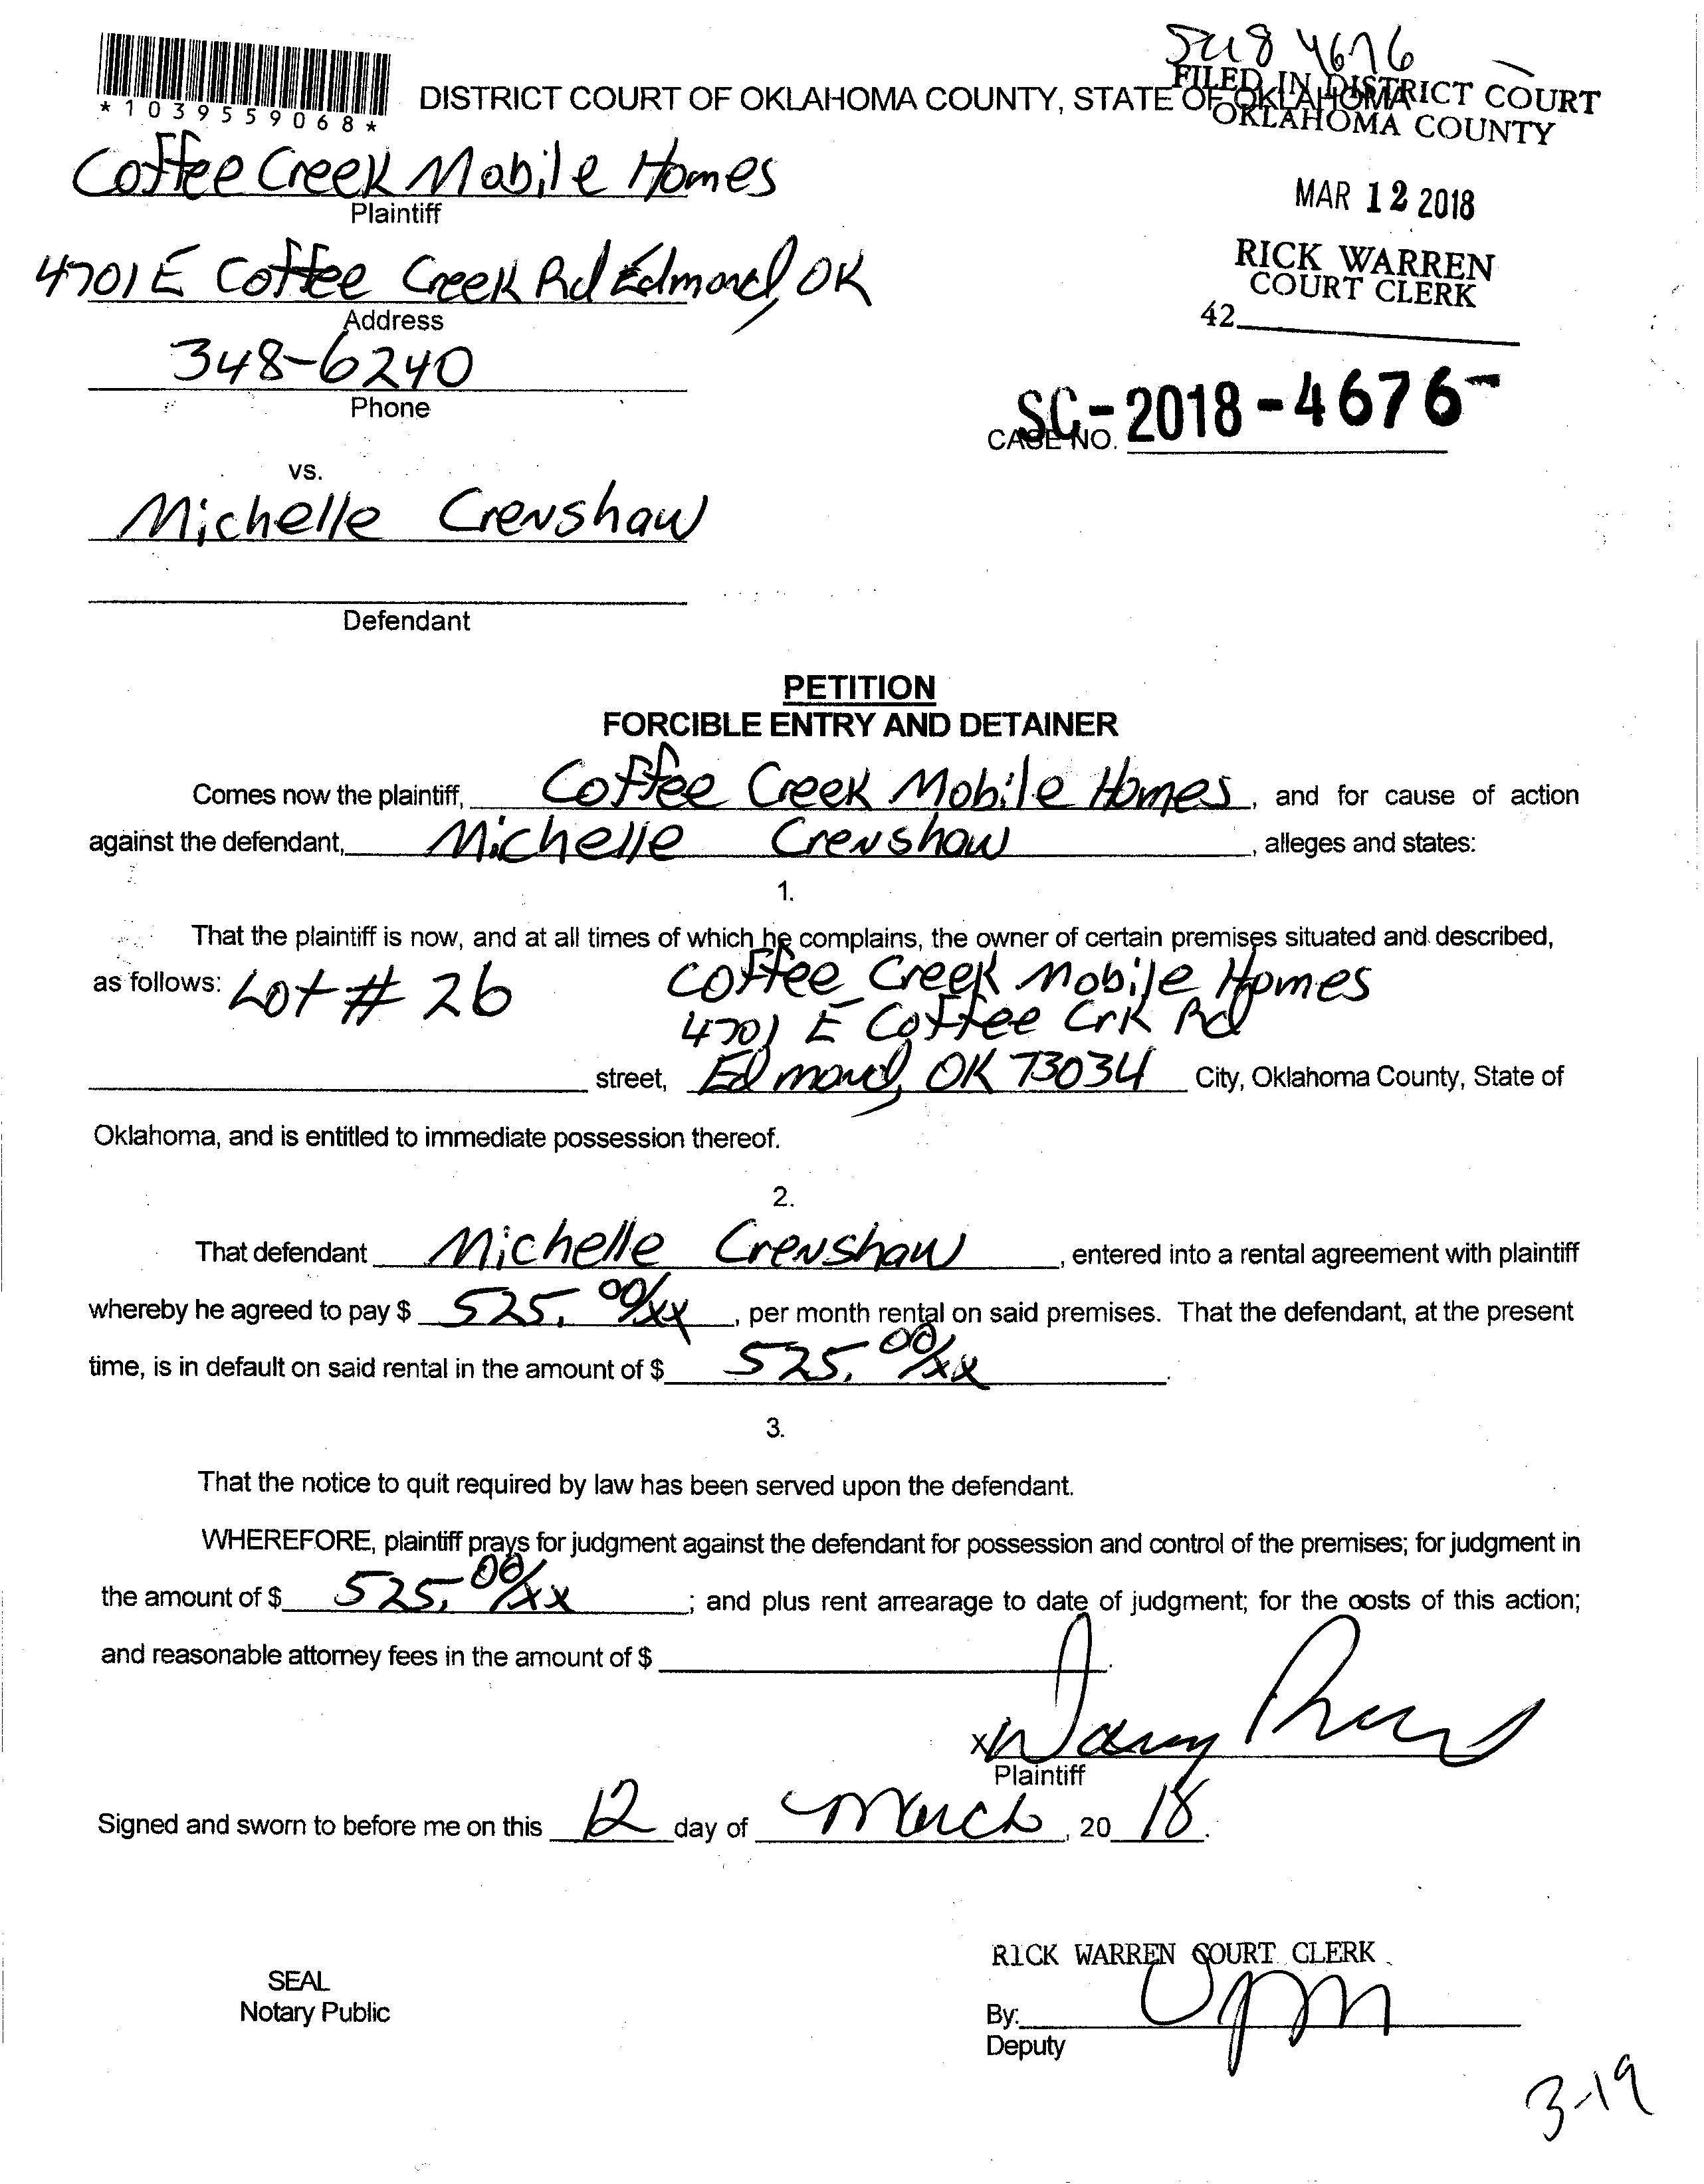 4676
*1039559068*
DISTRICT COURT OF OKLAHOMA COUNTY, STATE OF OKLAHOMA
FILED IN DISTRICT COURT
OKLAHOMA COUNTY
Coffee Creek Mobile Homes
Plaintiff
MAR 12 2018
4701 E Coffee Creek Rd Edmond, OK
Address
RICK WARREN
COURT CLERK
42
348-6240
Phone
CASE NO. SC-2018-4676-
vs.
Michelle Crenshaw
Defendant
PETITION
FORCIBLE ENTRY AND DETAINER
Comes now the plaintiff, Coffee Creek Mobile Homes, and for cause of action
against the defendant, Michelle Crenshaw, alleges and states:
1.
That the plaintiff is now, and at all times of which he complains, the owner of certain premises situated and described,
as follows: Lot # 26 Coffee Creek Mobile Homes
4701 E Coffee Crk Rd
street, Edmond, OK 73034 City, Oklahoma County, State of
Oklahoma, and is entitled to immediate possession thereof.
2.
That defendant Michelle Crenshaw, entered into a rental agreement with plaintiff
whereby he agreed to pay $ 525. 00/xx, per month rental on said premises. That the defendant, at the present
time, is in default on said rental in the amount of $ 525. 00/xx.
3.
That the notice to quit required by law has been served upon the defendant.
WHEREFORE, plaintiff prays for judgment against the defendant for possession and control of the premises; for judgment in
the amount of $ 525. 00/xx; and plus rent arrearage to date of judgment; for the costs of this action;
and reasonable attorney fees in the amount of $
.
X
Plaintiff
Signed and sworn to before me on this 12 day of March, 20 18.
RICK WARREN COURT CLERK
SEAL
Notary Public
By:
Deputy
3-19